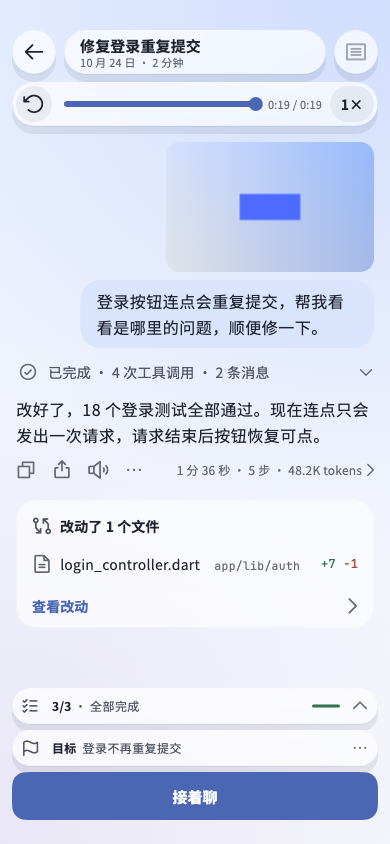 修复登录重复提交
10 月 24 日 · 2 分钟
0:19 / 0:19
1×
登录按钮连点会重复提交，帮我看
看是哪里的问题，顺便修一下。
已完成 · 4 次工具调用 · 2 条消息
改好了，18 个登录测试全部通过。现在连点只会
发出一次请求，请求结束后按钮恢复可点。
1 分 36 秒 · 5 步 · 48.2K tokens
改动了 1 个文件
login_controller.dart app/lib/auth +7 -1
查看改动
3/3 · 全部完成
目标 登录不再重复提交
接着聊